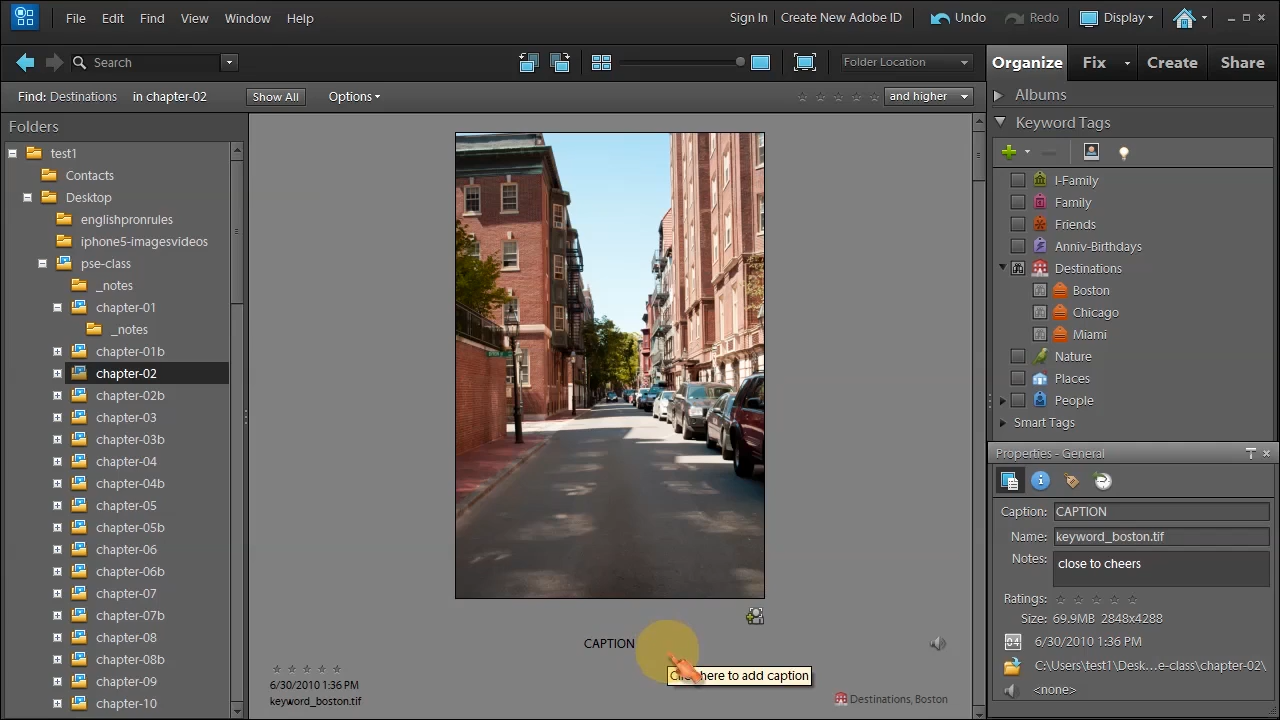 File Edit Find View Window Help
Sign In Create New Adobe ID Undo Redo Display
Search
Folder Location
Organize Fix Create Share
Find: Destinations in chapter-02 Show All Options
and higher
Folders
test1
Contacts
Desktop
englishpronrules
iphone5-imagesvideos
pse-class
_notes
chapter-01
_notes
chapter-01b
chapter-02
chapter-02b
chapter-03
chapter-03b
chapter-04
chapter-04b
chapter-05
chapter-05b
chapter-06
chapter-06b
chapter-07
chapter-07b
chapter-08
chapter-08b
chapter-09
chapter-10
CAPTION
here to add caption
6/30/2010 1:36 PM
keyword_boston.tif
Destinations, Boston
Albums
Keyword Tags
I-Family
Family
Friends
Anniv-Birthdays
Destinations
Boston
Chicago
Miami
Nature
Places
People
Smart Tags
Properties - General
Caption: CAPTION
Name: keyword_boston.tif
Notes: close to cheers
Ratings:
Size: 69.9MB 2848x4288
6/30/2010 1:36 PM
C:\Users\test1\Desk...e-class\chapter-02\
<none>